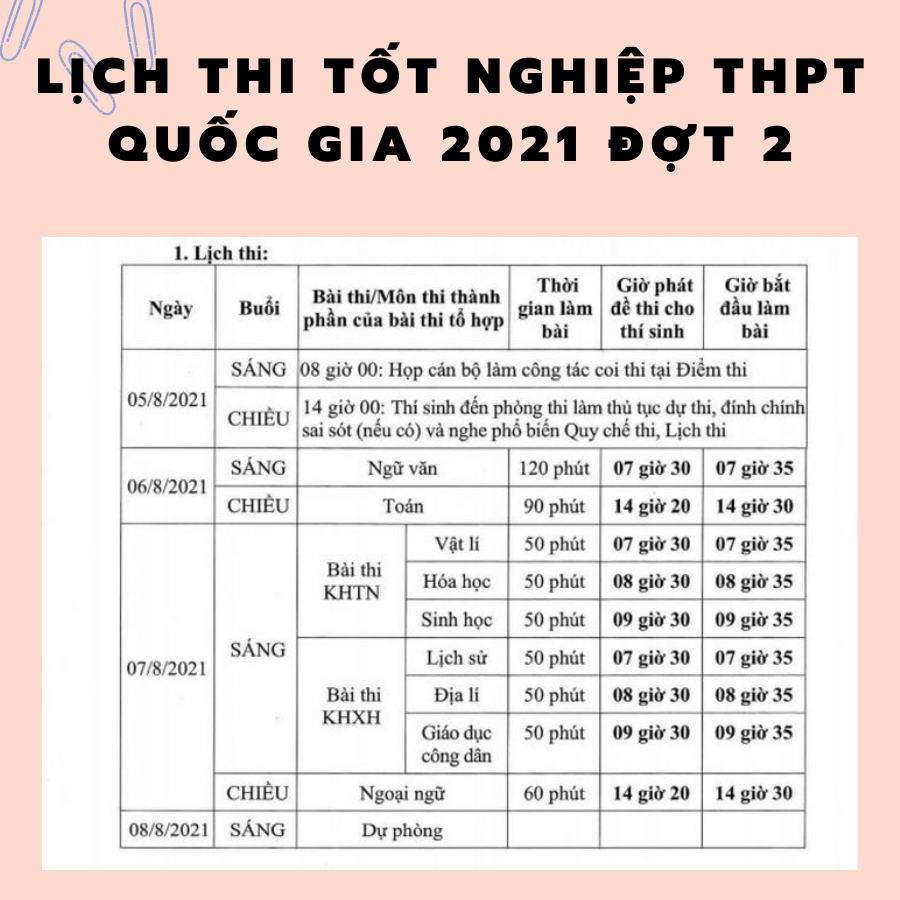 LỊCH THI TỐT NGHIỆP THPT
QUỐC GIA 2021 ĐỢT 2
1. Lịch thi:
Ngày Buổi Bài thi/Môn thi thành phần của bài thi tổ hợp Thời gian làm bài Giờ phát đề thi cho thí sinh Giờ bắt đầu làm bài
05/8/2021 SÁNG 08 giờ 00: Họp cán bộ làm công tác coi thi tại Điểm thi
CHIỀU 14 giờ 00: Thí sinh đến phòng thi làm thủ tục dự thi, đính chính
sai sót (nếu có) và nghe phổ biến Quy chế thi, Lịch thi
06/8/2021 SÁNG Ngữ văn 120 phút 07 giờ 30 07 giờ 35
CHIỀU Toán 90 phút 14 giờ 20 14 giờ 30
07/8/2021 SÁNG Bài thi KHTN Vật lí 50 phút 07 giờ 30 07 giờ 35
Hóa học 50 phút 08 giờ 30 08 giờ 35
Sinh học 50 phút 09 giờ 30 09 giờ 35
Bài thi KHXH Lịch sử 50 phút 07 giờ 30 07 giờ 35
Địa lí 50 phút 08 giờ 30 08 giờ 35
Giáo dục công dân 50 phút 09 giờ 30 09 giờ 35
CHIỀU Ngoại ngữ 60 phút 14 giờ 20 14 giờ 30
08/8/2021 SÁNG Dự phòng